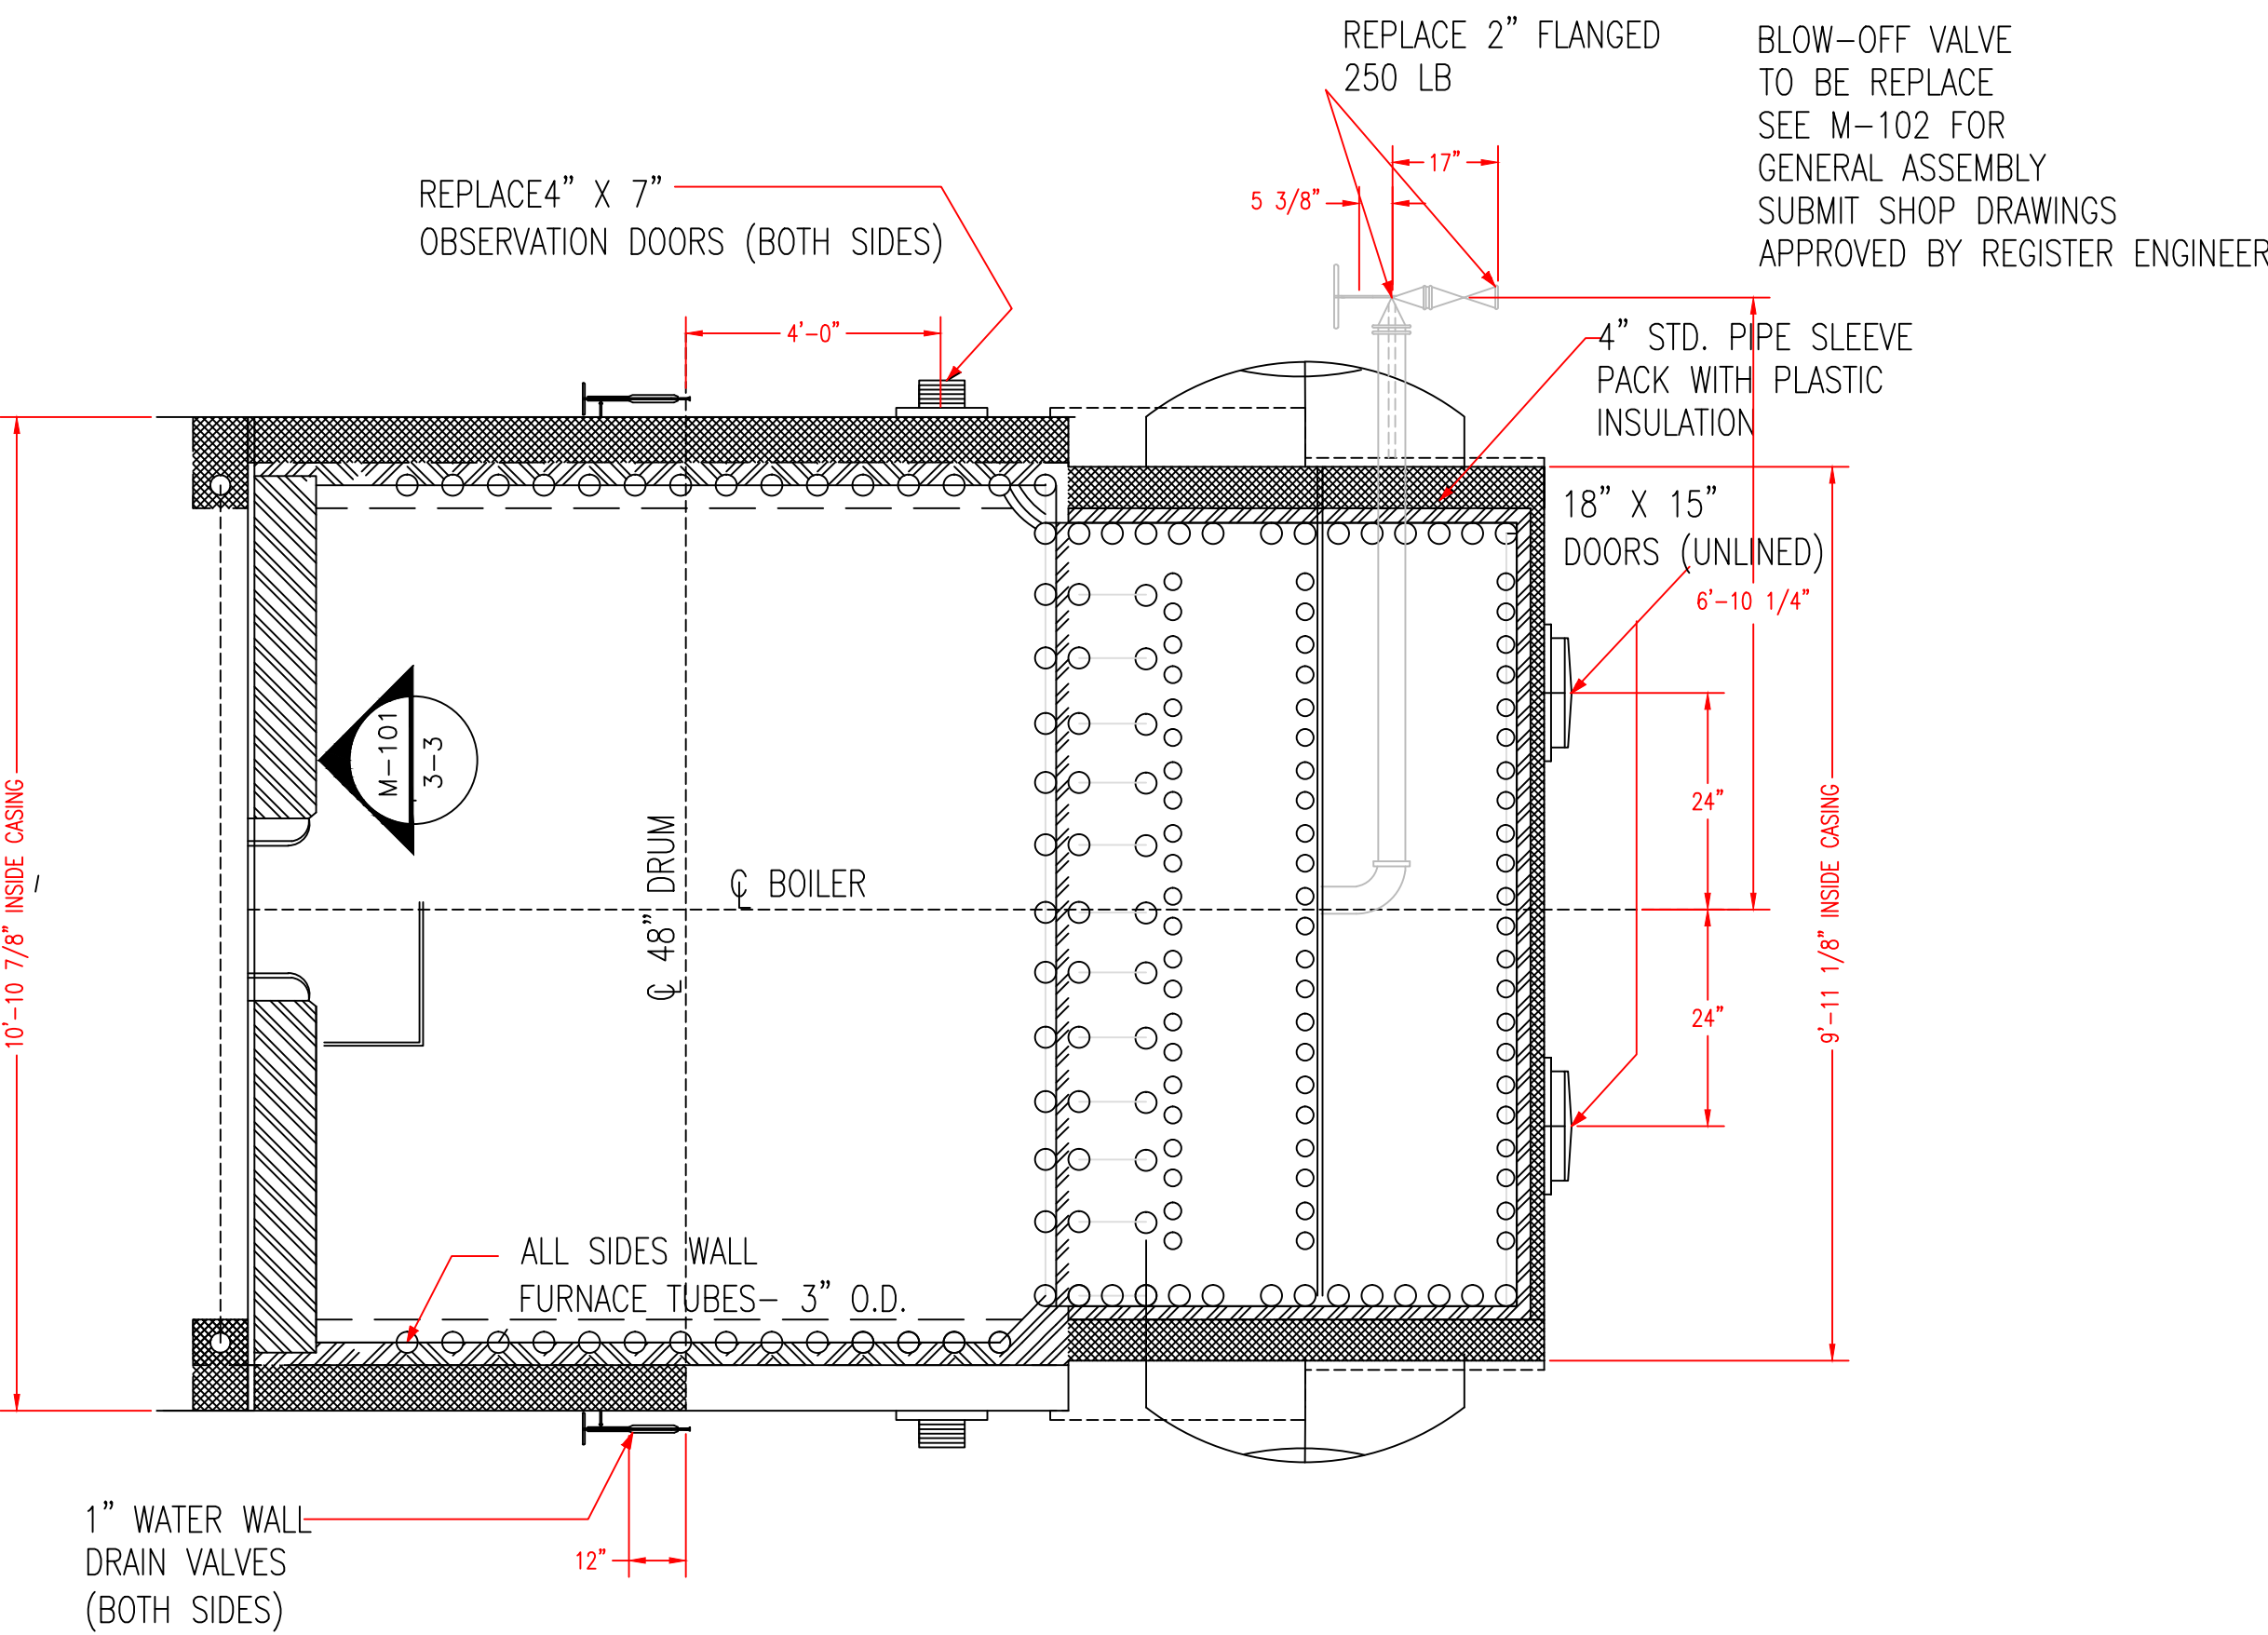 REPLACE 2" FLANGED
250 LB
BLOW-OFF VALVE
TO BE REPLACE
SEE M-102 FOR
GENERAL ASSEMBLY
SUBMIT SHOP DRAWINGS
APPROVED BY REGISTER ENGINEER
17"
5 3/8"
REPLACE4" X 7"
OBSERVATION DOORS (BOTH SIDES)
4'-0"
4" STD. PIPE SLEEVE
PACK WITH PLASTIC
INSULATION
18" X 15"
DOORS (UNLINED)
6'-10 1/4"
M-101
3-3
24"
10'-10 7/8" INSIDE CASING
℄ 48" DRUM
℄ BOILER
9'-11 1/8" INSIDE CASING
24"
ALL SIDES WALL
FURNACE TUBES- 3" O.D.
1" WATER WALL
DRAIN VALVES
(BOTH SIDES)
12"